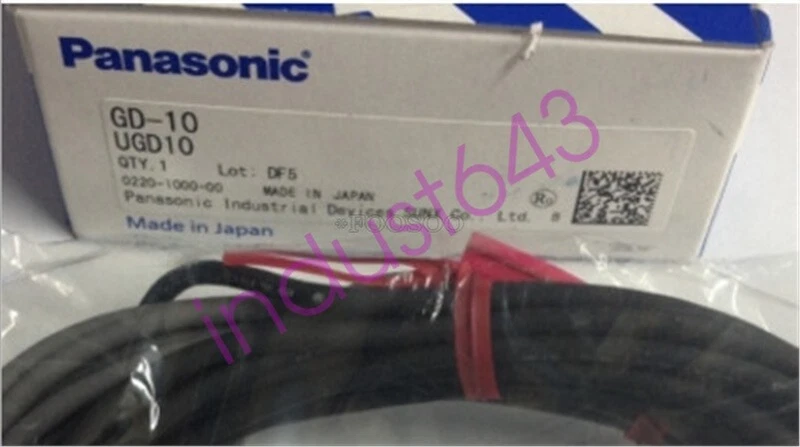 Panasonic
GD-10
UGD10
QTY.1 Lot: DF5
0220-1000-00 MADE IN JAPAN
Panasonic Industrial Devices SUNX Co., Ltd. 8
Made in Japan
indust643